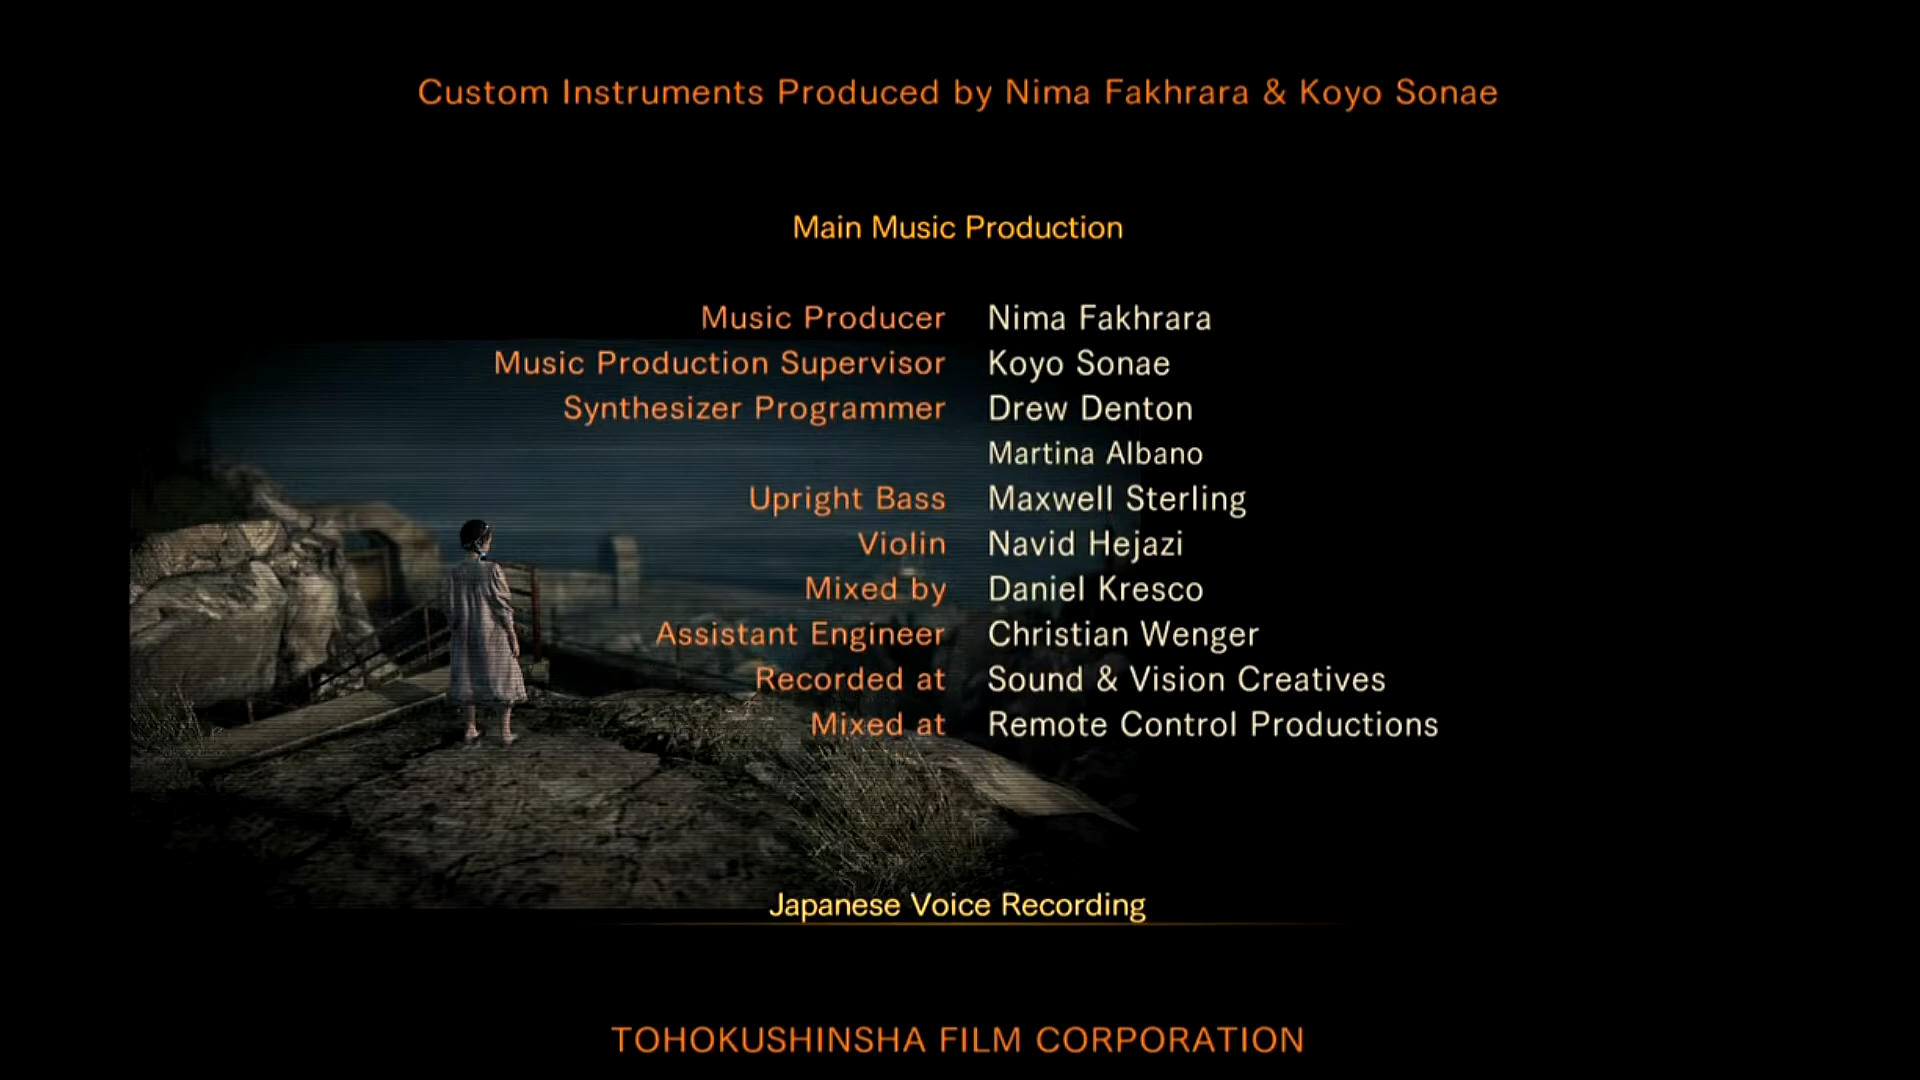 Custom Instruments Produced by Nima Fakhrara & Koyo Sonae
Main Music Production
Music Producer Nima Fakhrara
Music Production Supervisor Koyo Sonae
Synthesizer Programmer Drew Denton
Martina Albano
Upright Bass Maxwell Sterling
Violin Navid Hejazi
Mixed by Daniel Kresco
Assistant Engineer Christian Wenger
Recorded at Sound & Vision Creatives
Mixed at Remote Control Productions
Japanese Voice Recording
TOHOKUSHINSHA FILM CORPORATION